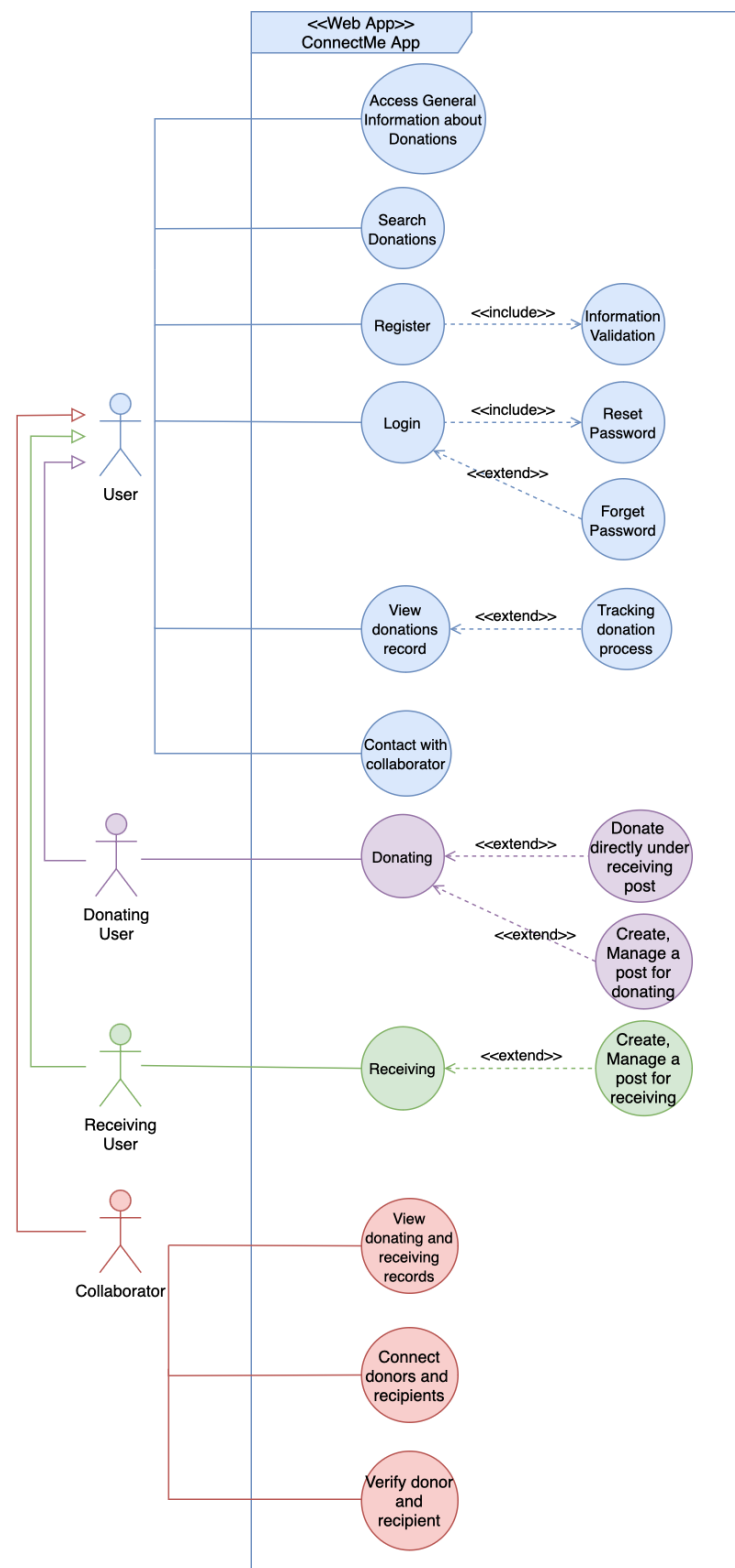 <<Web App>>
ConnectMe App
Access General
Information about
Donations
Search
Donations
Register
<<include>>
Information
Validation
Login
<<include>>
Reset
Password
<<extend>>
Forget
Password
User
View
donations
record
<<extend>>
Tracking
donation
process
Contact with
collaborator
Donating
User
Donating
<<extend>>
Donate
directly under
receiving
post
<<extend>>
Create,
Manage a
post for
donating
Receiving
User
Receiving
<<extend>>
Create,
Manage a
post for
receiving
Collaborator
View
donating and
receiving
records
Connect
donors and
recipients
Verify donor
and
recipient